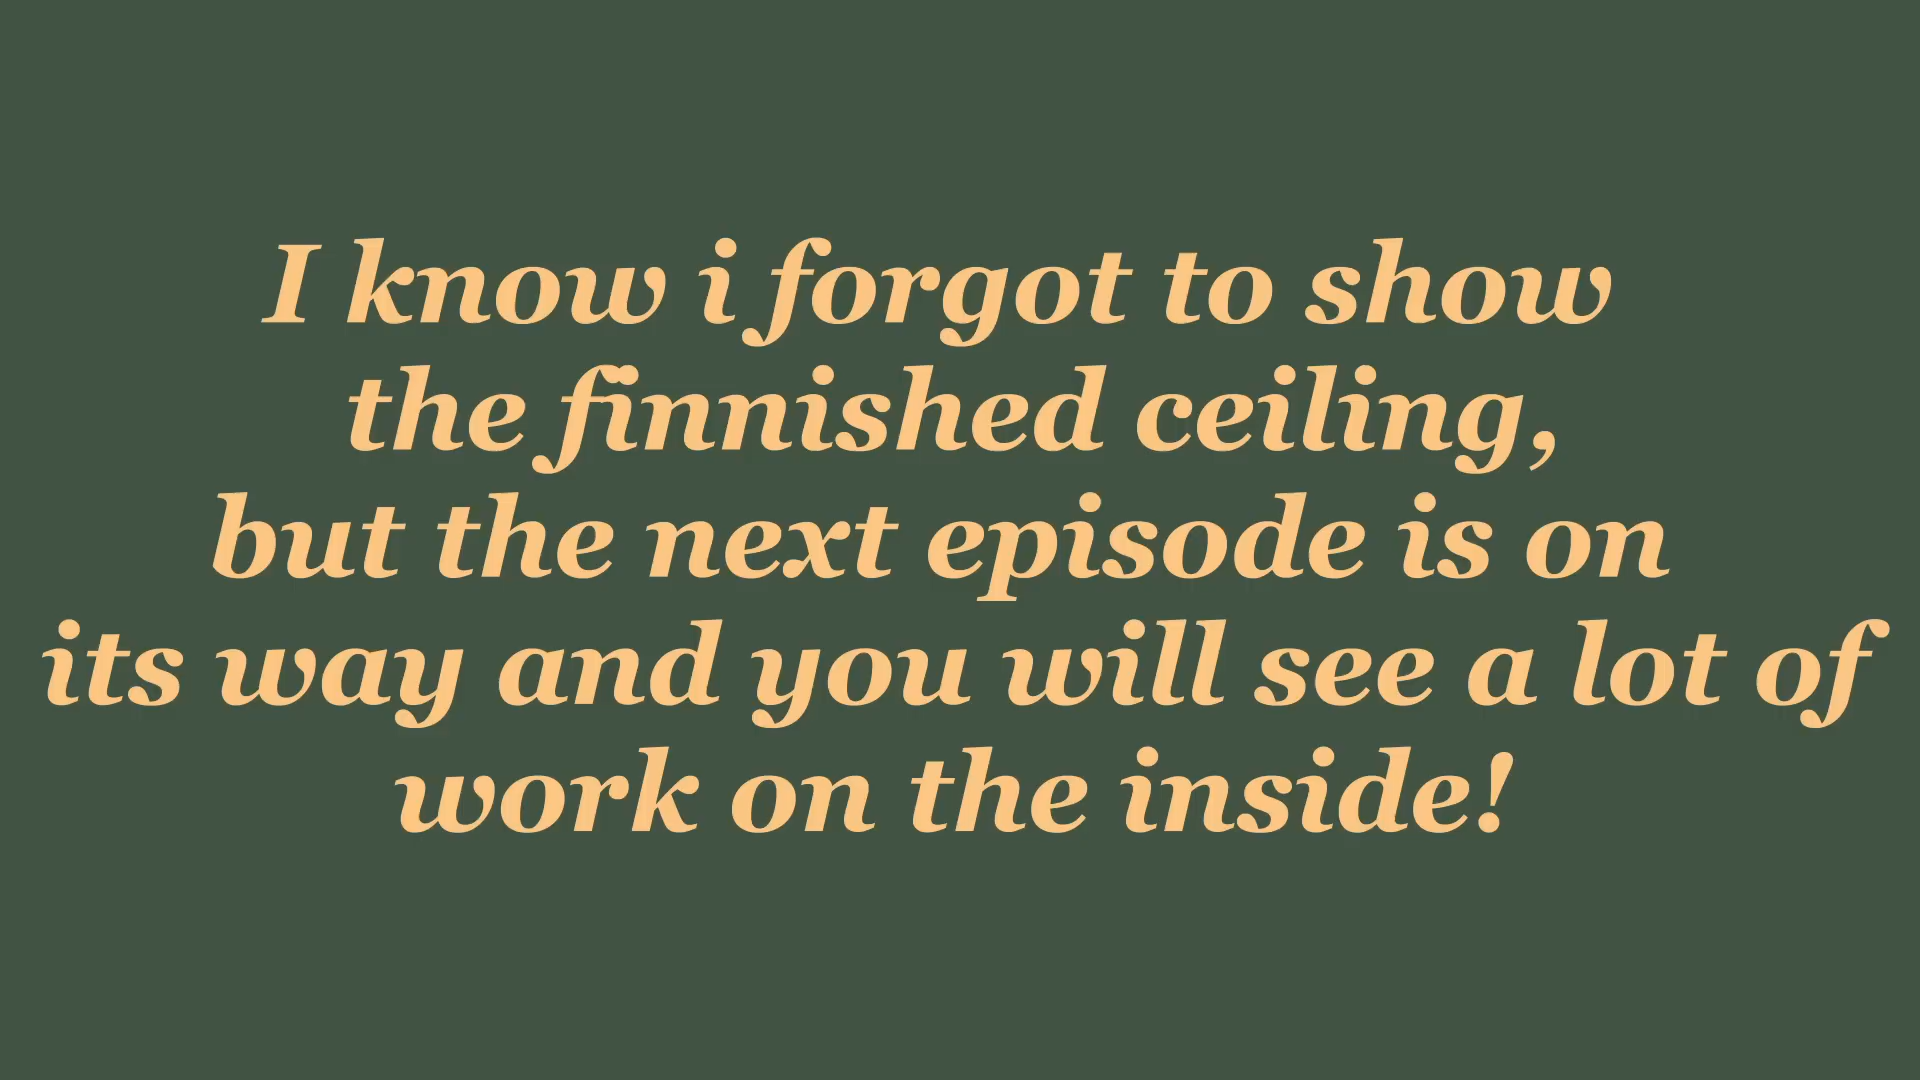 I know i forgot to show
the finnished ceiling,
but the next episode is on
its way and you will see a lot of
work on the inside!